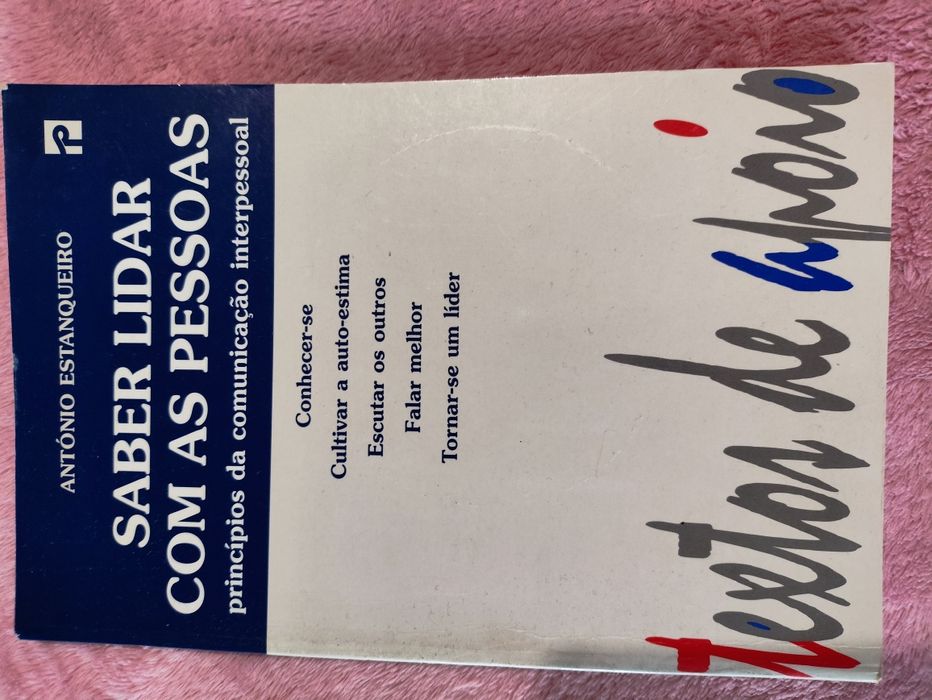 ANTÓNIO ESTANQUEIRO
SABER LIDAR
COM AS PESSOAS
princípios da comunicação interpessoal
Conhecer-se
Cultivar a auto-estima
Escutar os outros
Falar melhor
Tornar-se um líder
textos de apoio